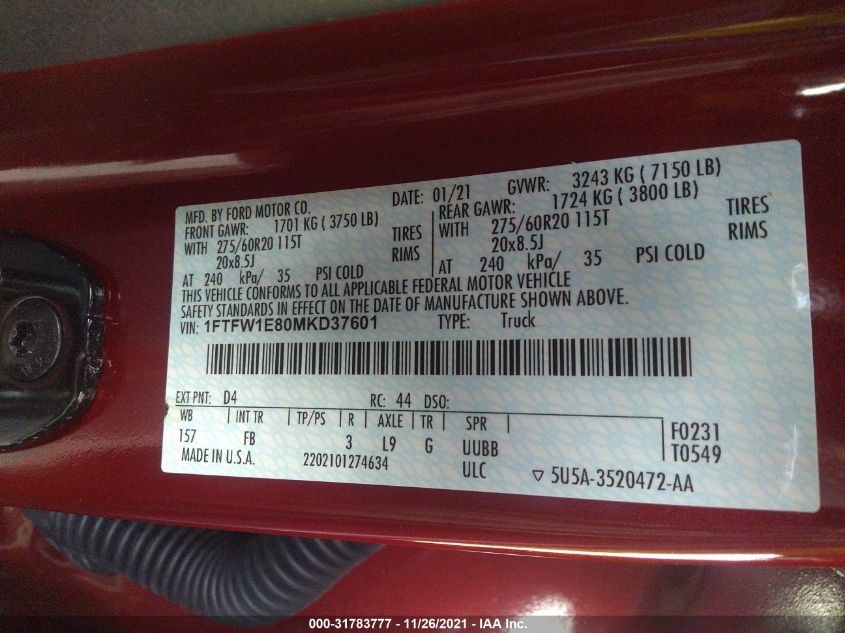 MFD. BY FORD MOTOR CO.
DATE: 01/21 GVWR: 3243 KG ( 7150 LB)
FRONT GAWR: 1701 KG ( 3750 LB)
WITH 275/60R20 115T TIRES
20x8.5J RIMS
AT 240 kPa/ 35 PSI COLD
REAR GAWR: 1724 KG ( 3800 LB)
WITH 275/60R20 115T TIRES
20x8.5J RIMS
AT 240 kPa/ 35 PSI COLD
THIS VEHICLE CONFORMS TO ALL APPLICABLE FEDERAL MOTOR VEHICLE
SAFETY STANDARDS IN EFFECT ON THE DATE OF MANUFACTURE SHOWN ABOVE.
VIN: 1FTFW1E80MKD37601 TYPE: Truck
EXT PNT: D4 RC: 44 DSO:
WB INT TR TP/PS R AXLE TR SPR
157 FB 3 L9 G UUBB
F0231
T0549
MADE IN U.S.A. 2202101274634 ULC
5U5A-3520472-AA
000-31783777 - 11/26/2021 - IAA Inc.